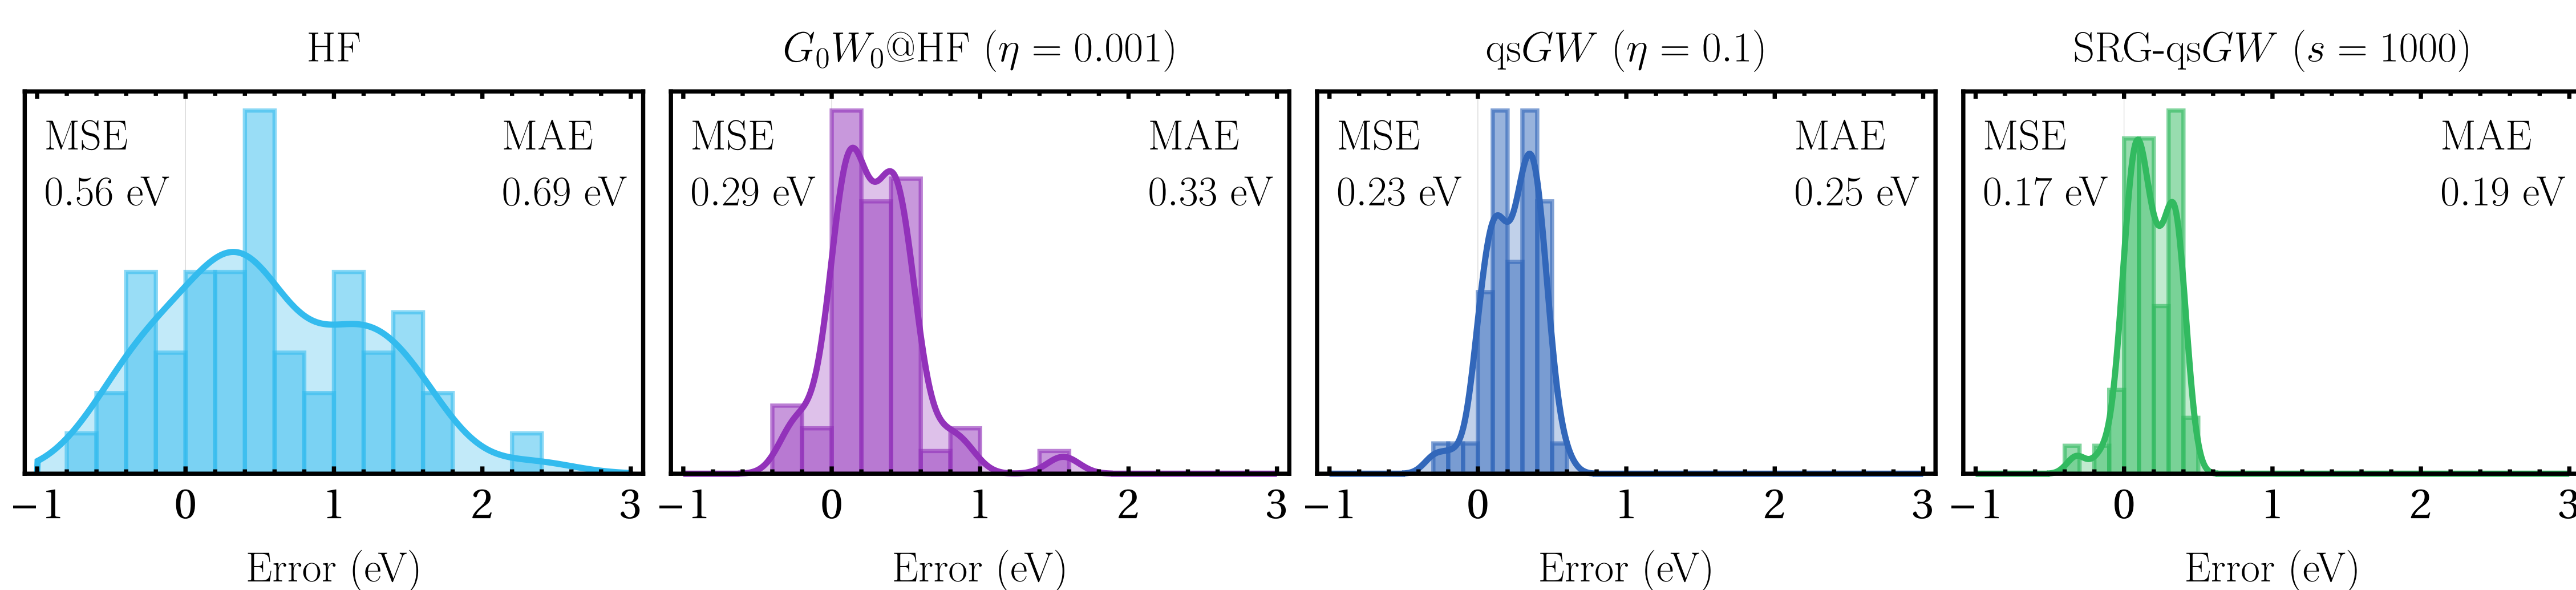 HF
MSE
0.56 eV
MAE
0.69 eV
−1 0 1 2 3
Error (eV)
G₀W₀@HF (η = 0.001)
MSE
0.29 eV
MAE
0.33 eV
−1 0 1 2 3
Error (eV)
qsGW (η = 0.1)
MSE
0.23 eV
MAE
0.25 eV
−1 0 1 2 3
Error (eV)
SRG-qsGW (s = 1000)
MSE
0.17 eV
MAE
0.19 eV
−1 0 1 2 3
Error (eV)